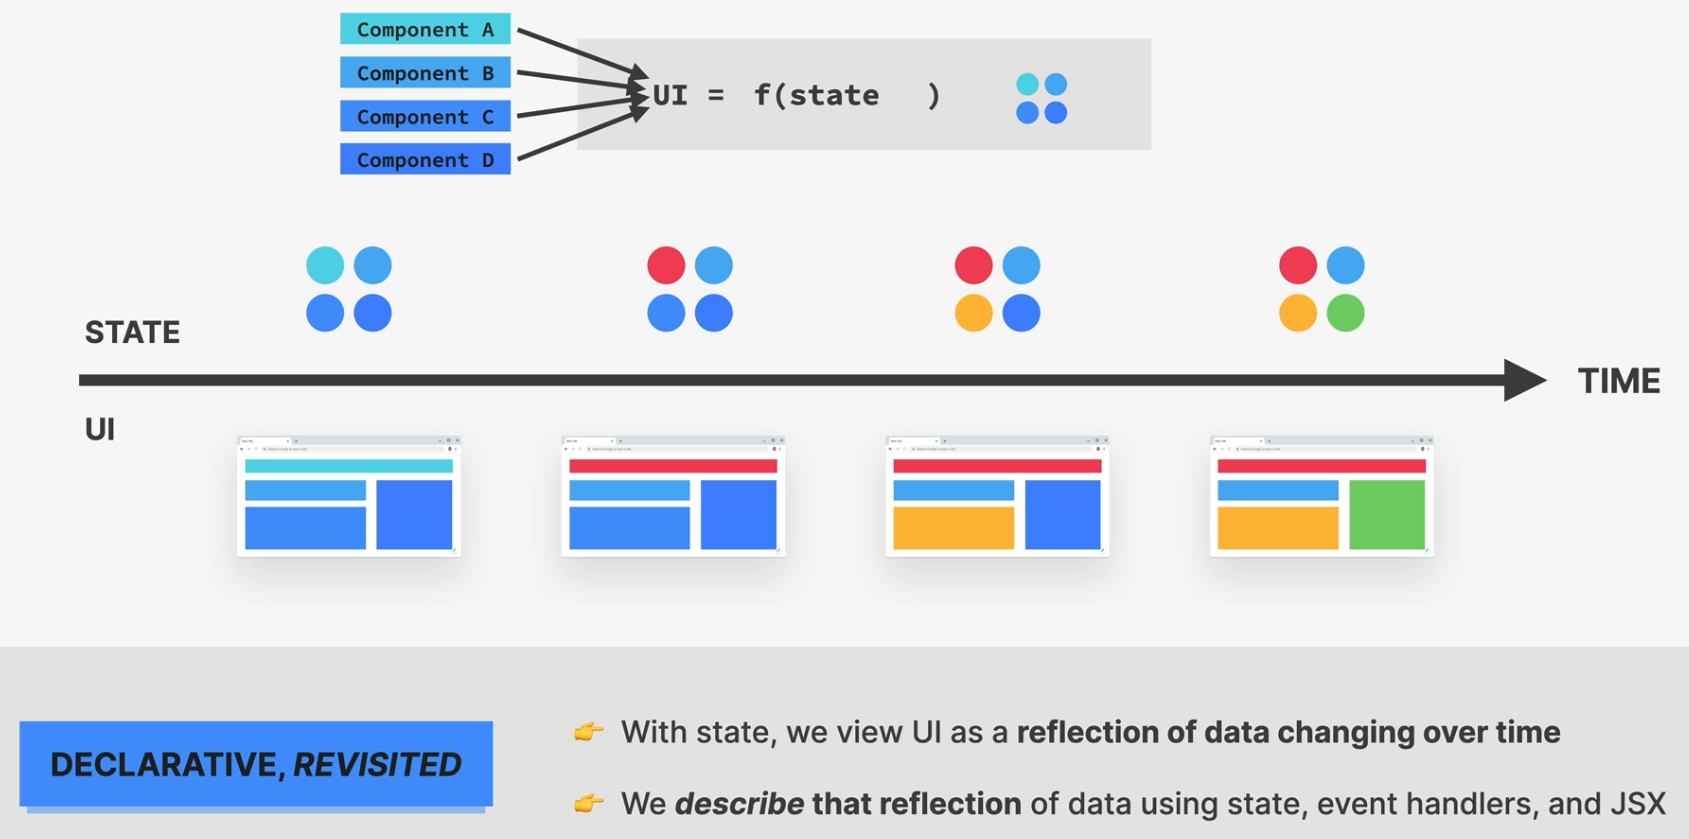 Component A
Component B
Component C
Component D
UI = f(state )
STATE
TIME
UI
DECLARATIVE, REVISITED
👉 With state, we view UI as a reflection of data changing over time
👉 We describe that reflection of data using state, event handlers, and JSX